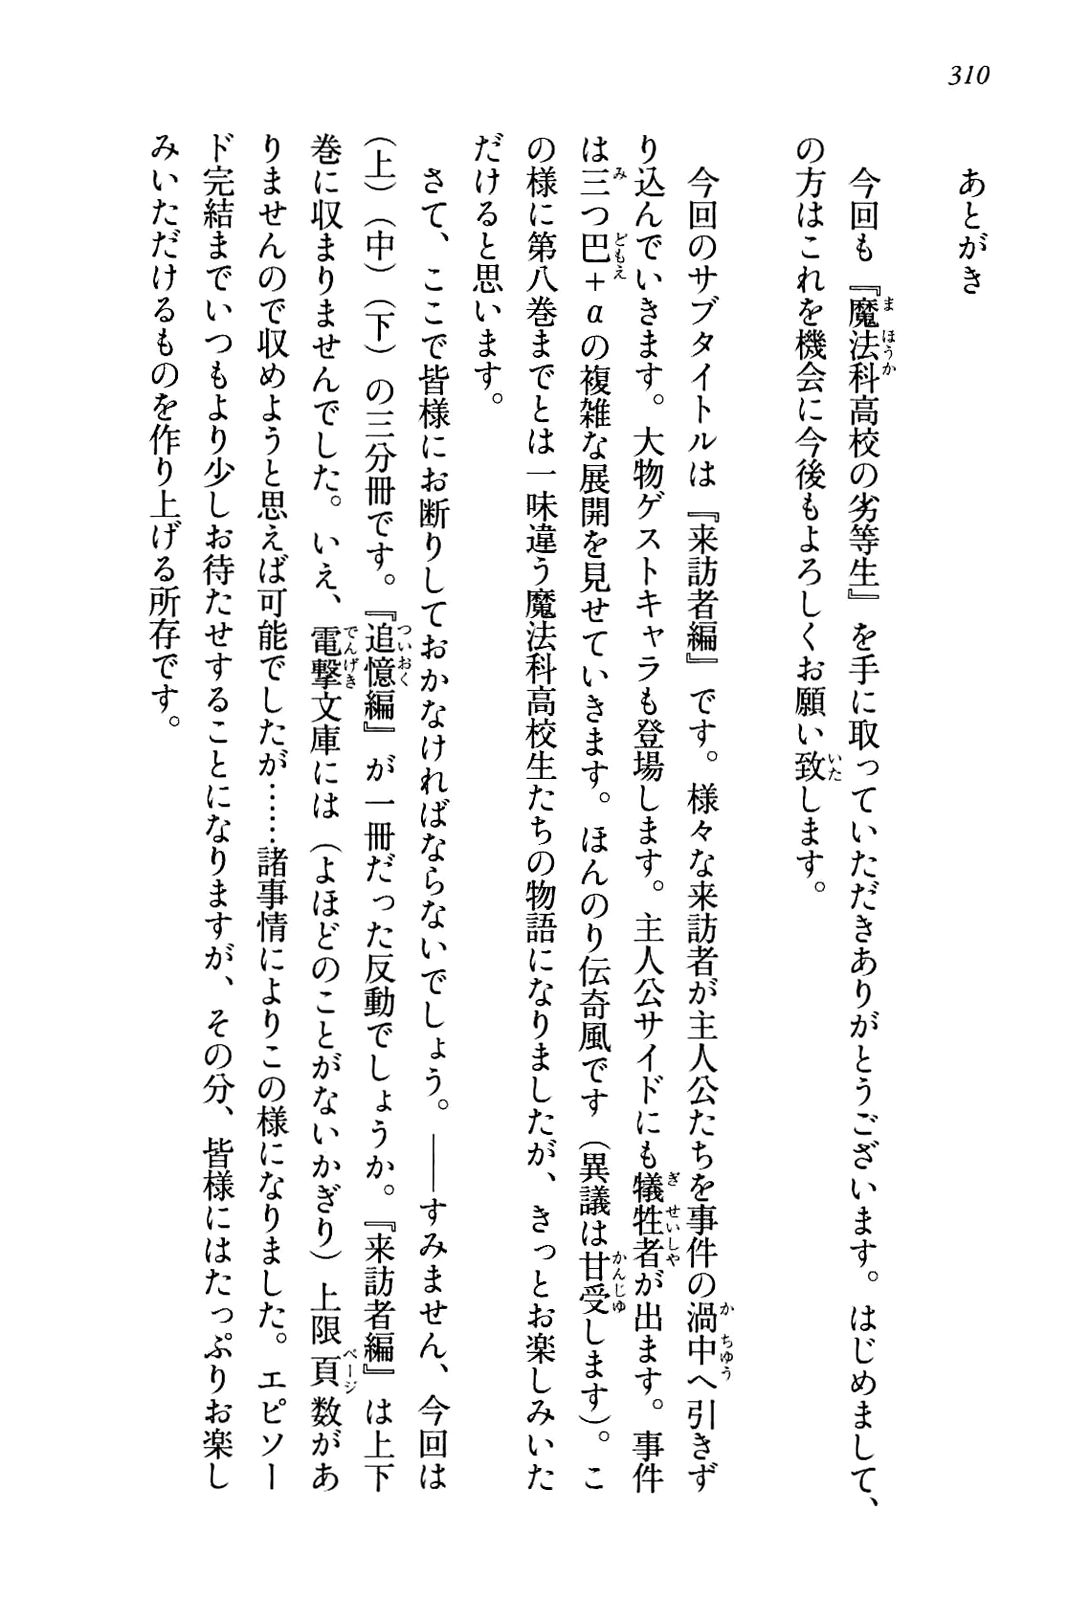 310
あとがき
今回も『魔法科高校の劣等生』を手に取っていただきありがとうございます。はじめまして、
の方はこれを機会に今後もよろしくお願い致します。
今回のサブタイトルは『来訪者編』です。様々な来訪者が主人公たちを事件の渦中へ引きず
り込んでいきます。大物ゲストキャラも登場します。主人公サイドにも犠牲者が出ます。事件
は三つ巴+αの複雑な展開を見せていきます。ほんのり伝奇風です（異議は甘受します）。こ
の様に第八巻までとは一味違う魔法科高校生たちの物語になりましたが、きっとお楽しみいた
だけると思います。
さて、ここで皆様にお断りしておかなければならないでしょう。――すみません、今回は
（上）（中）（下）の三分冊です。『追憶編』が一冊だった反動でしょうか。『来訪者編』は上下
巻に収まりませんでした。いえ、電撃文庫には（よほどのことがないかぎり）上限頁数があ
りませんので収めようと思えば可能でしたが……諸事情によりこの様になりました。エピソー
ド完結までいつもより少しお待たせすることになりますが、その分、皆様にはたっぷりお楽し
みいただけるものを作り上げる所存です。